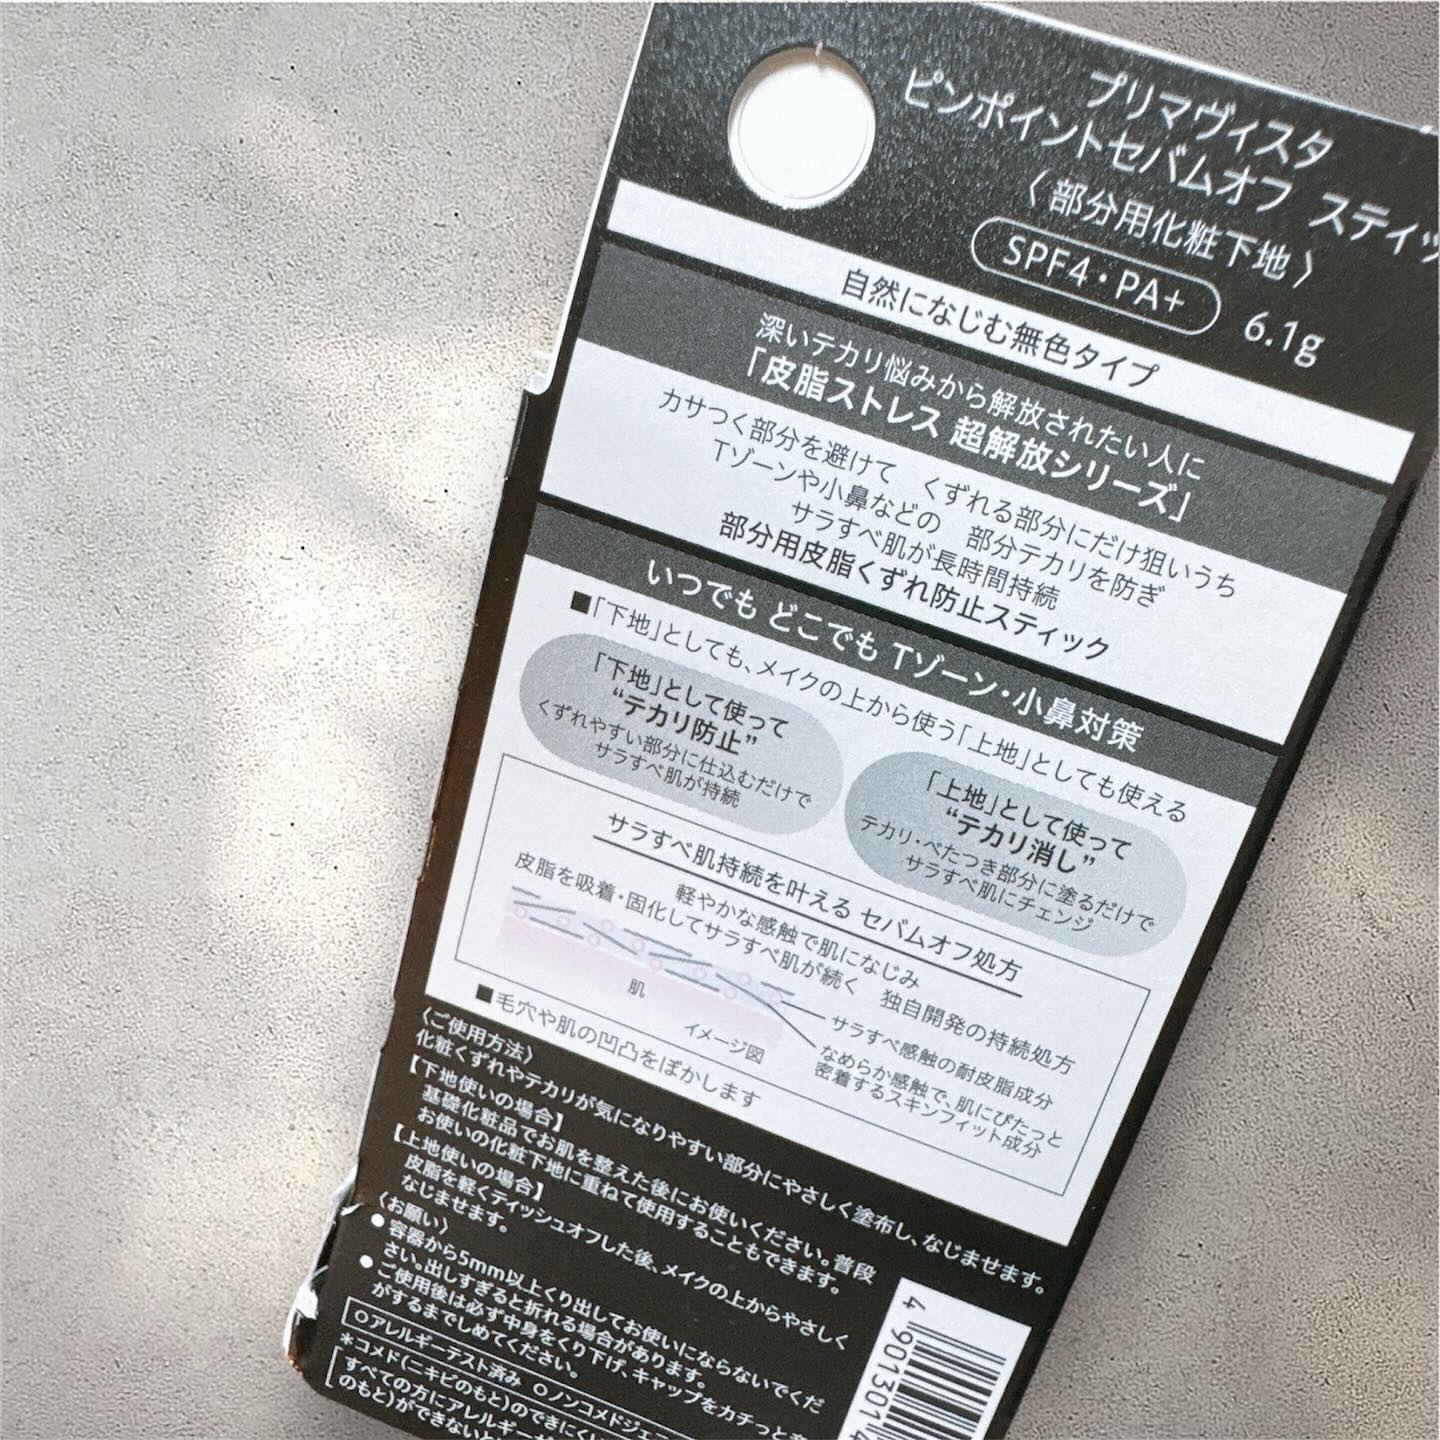 プリマヴィスタ
ピンポイントセバムオフ スティッ
〈部分用化粧下地〉
SPF4・PA+ 6.1g
自然になじむ無色タイプ
深いテカリ悩みから解放されたい人に
「皮脂ストレス 超解放シリーズ」
カサつく部分を避けて くずれる部分にだけ狙いうち
Tゾーンや小鼻などの 部分テカリを防ぎ
サラすべ肌が長時間持続
部分用皮脂くずれ防止スティック
いつでも どこでも Tゾーン・小鼻対策
■「下地」としても、メイクの上から使う「上地」としても使える
「下地」として使って
“テカリ防止”
くずれやすい部分に仕込むだけで
サラすべ肌が持続
「上地」として使って
“テカリ消し”
テカリ・べたつき部分に塗るだけで
サラすべ肌にチェンジ
サラすべ肌持続を叶える セバムオフ処方
軽やかな感触で肌になじみ
皮脂を吸着・固化してサラすべ肌が続く 独自開発の持続処方
サラすべ感触の耐皮脂成分
なめらか感触で、肌にぴたっと
密着するスキンフィット成分
肌
イメージ図
■毛穴や肌の凹凸をぼかします
〈ご使用方法〉
化粧くずれやテカリが気になりやすい部分にやさしく塗布し、なじませます。
【下地使いの場合】
基礎化粧品でお肌を整えた後にお使いください。普段
お使いの化粧下地に重ねて使用することもできます。
【上地使いの場合】
皮脂を軽くティッシュオフした後、メイクの上からやさしく
なじませます。
〈お願い〉
●容器から5mm以上くり出してお使いにならないでくだ
さい。出しすぎると折れる場合があります。
●ご使用後は必ず中身をくり下げ、キャップをカチッと音
がするまでしめてください。
○アレルギーテスト済み ○ノンコメドジェニ
＊コメド(ニキビのもと)のできにくい
すべての方にアレルギーが
のもと)ができないと
4 901301 4